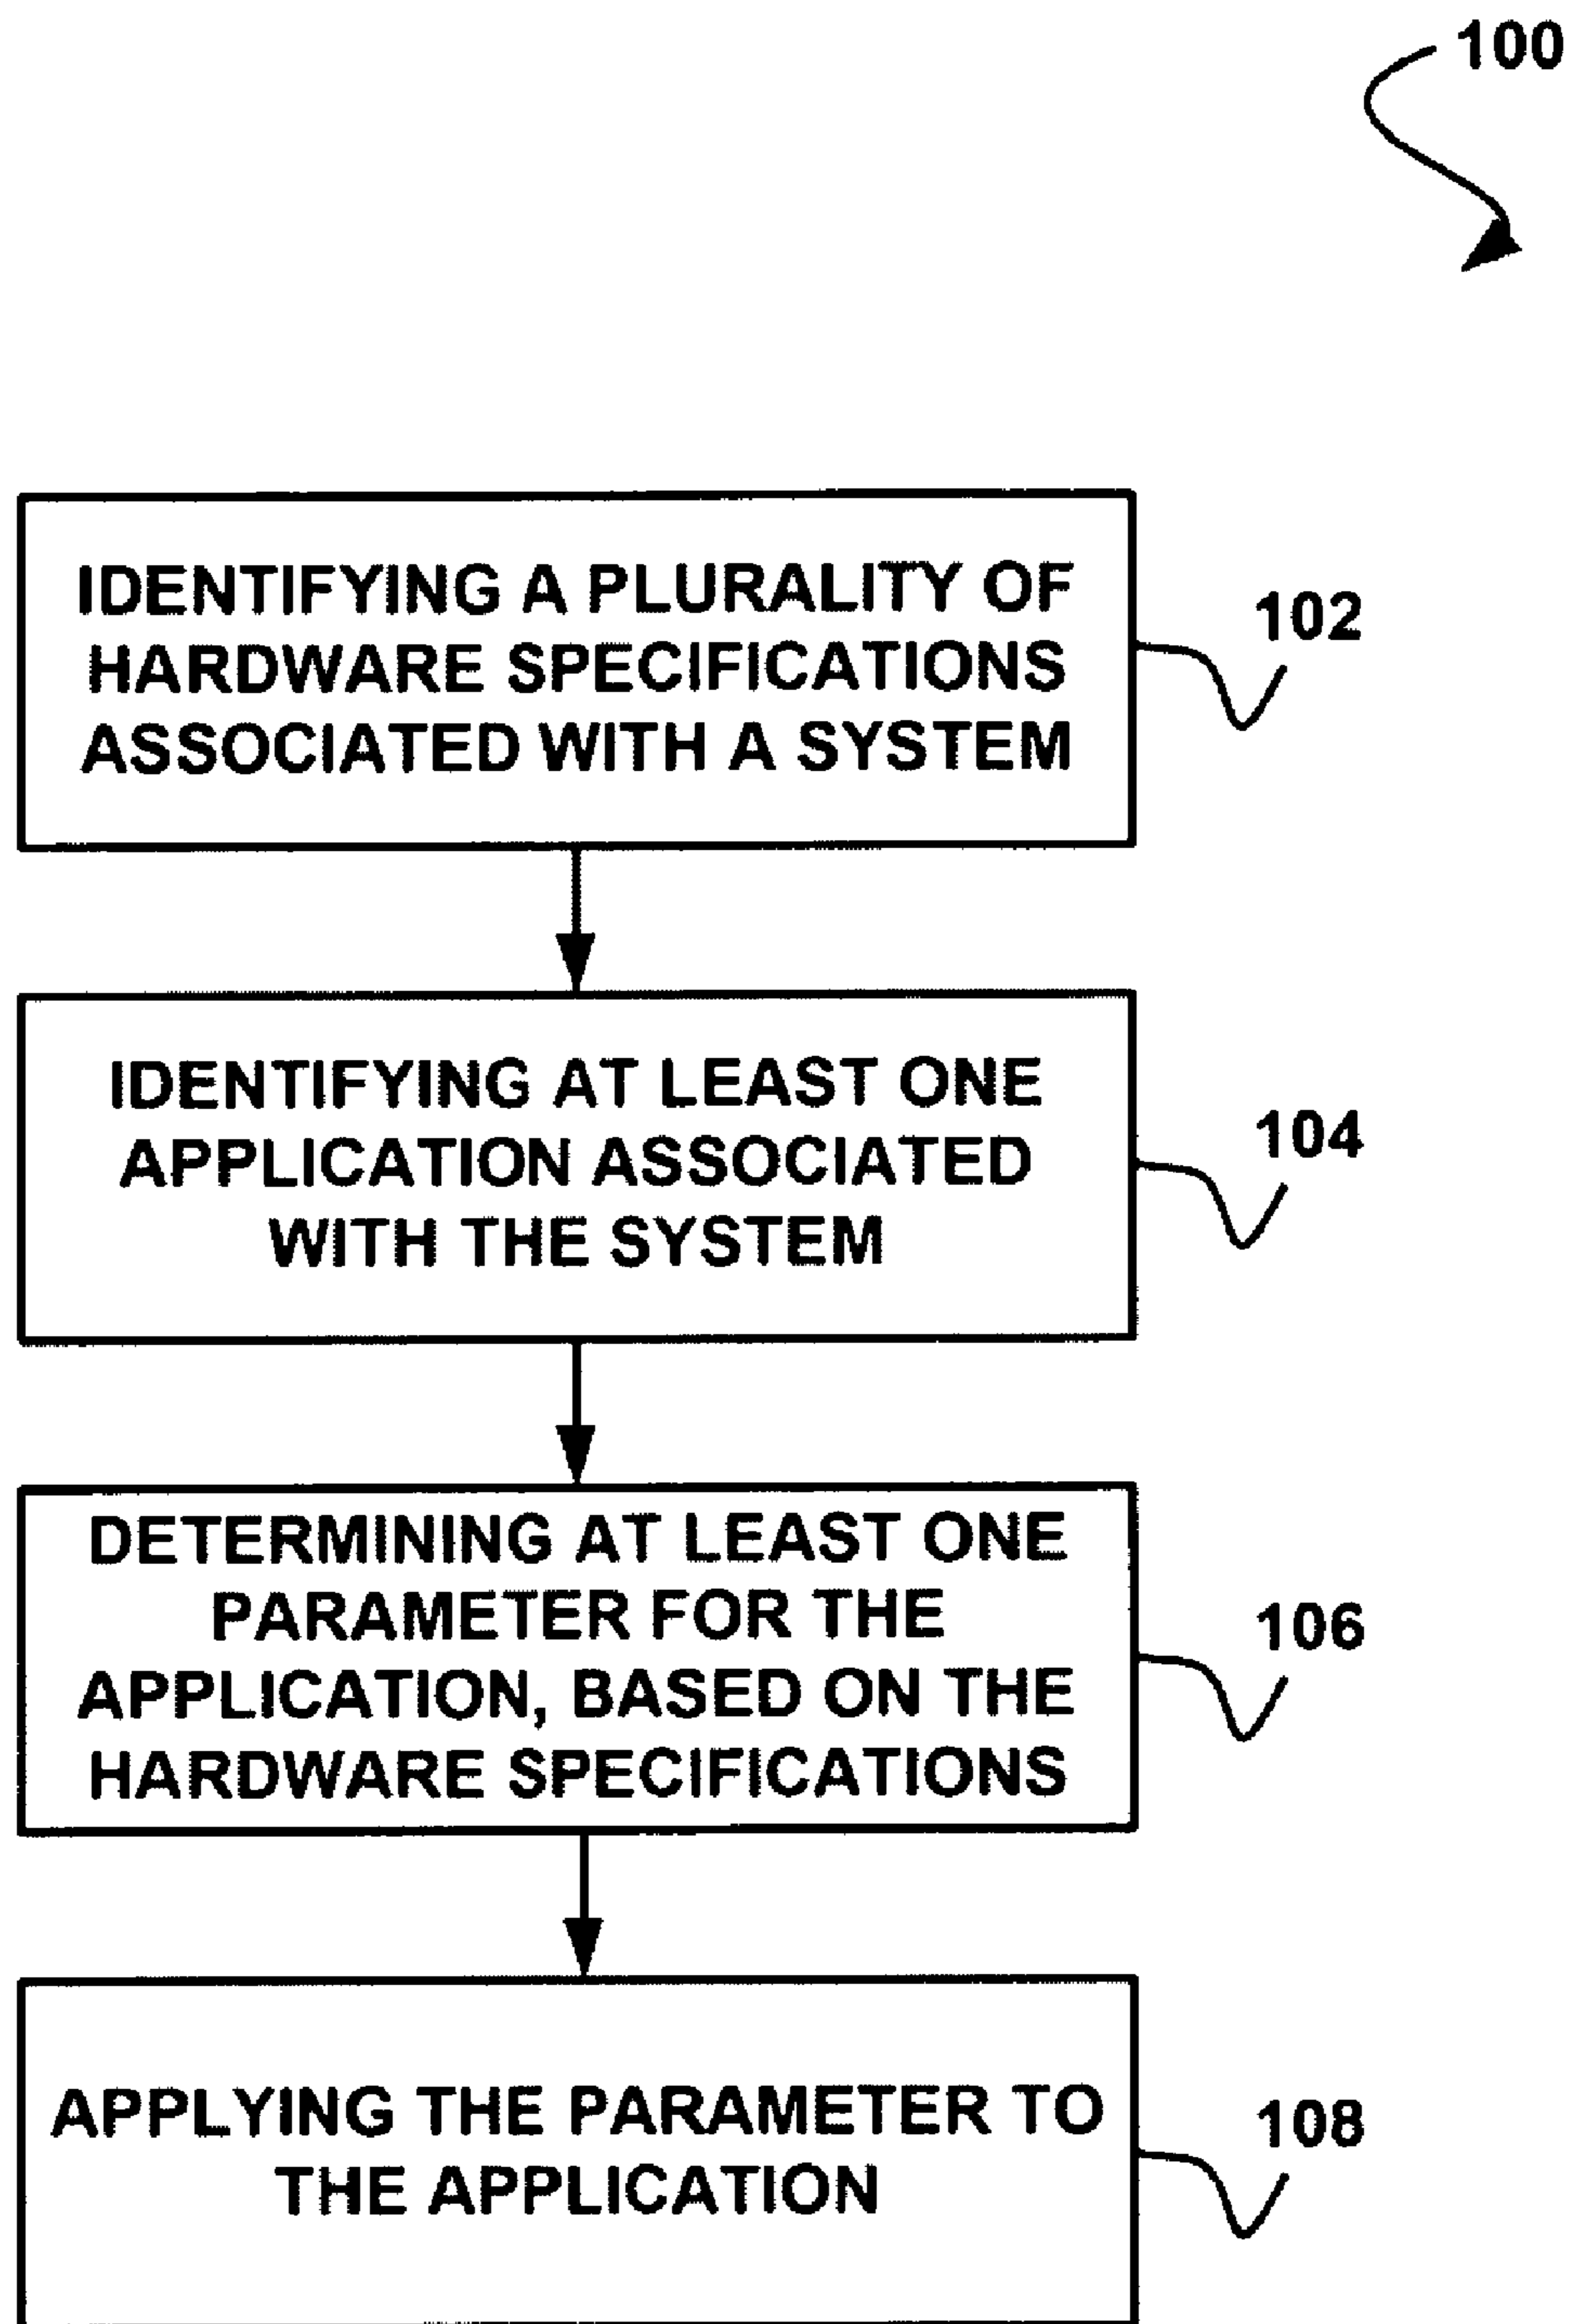 100
IDENTIFYING A PLURALITY OF
HARDWARE SPECIFICATIONS
ASSOCIATED WITH A SYSTEM
102
IDENTIFYING AT LEAST ONE
APPLICATION ASSOCIATED
WITH THE SYSTEM
104
DETERMINING AT LEAST ONE
PARAMETER FOR THE
APPLICATION, BASED ON THE
HARDWARE SPECIFICATIONS
106
APPLYING THE PARAMETER TO
THE APPLICATION
108